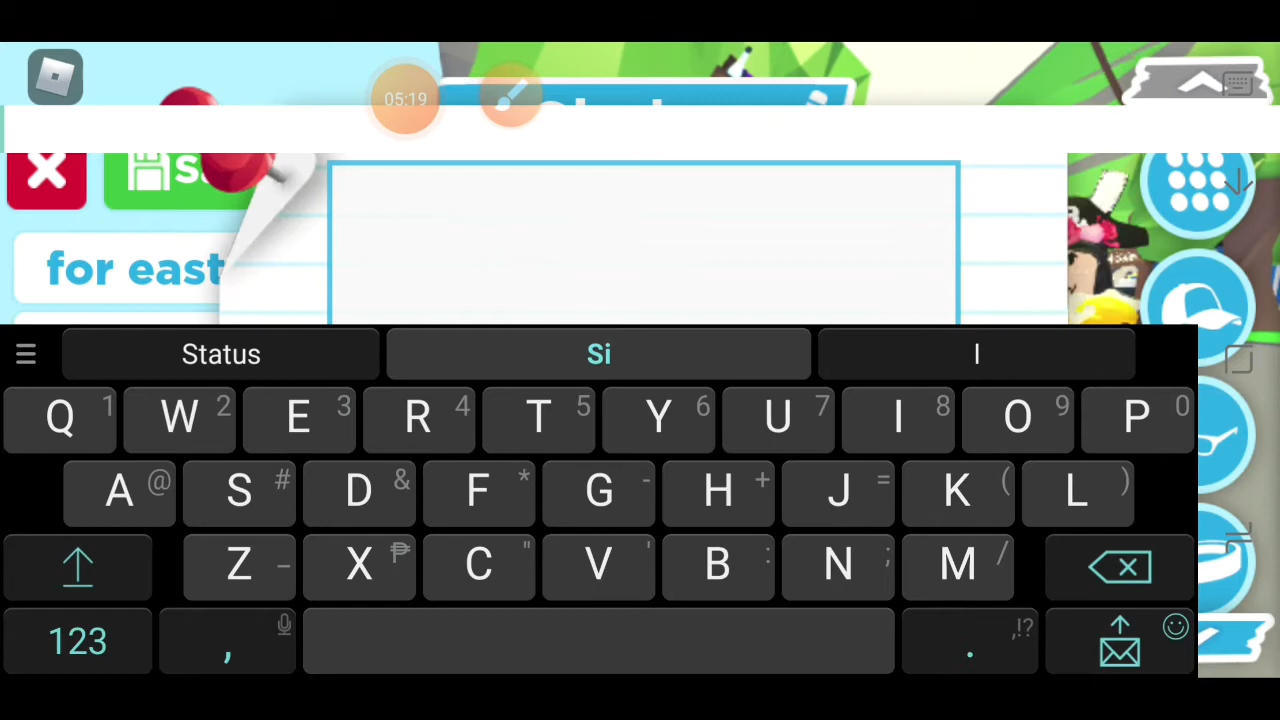 05:19
for east
Status Si I
Q 1 W 2 E 3 R 4 T 5 Y 6 U 7 I 8 O 9 P 0
A @ S # D & F * G - H + J = K ( L )
Z _ X ₱ C " V ' B : N ; M /
123 , . ,!?